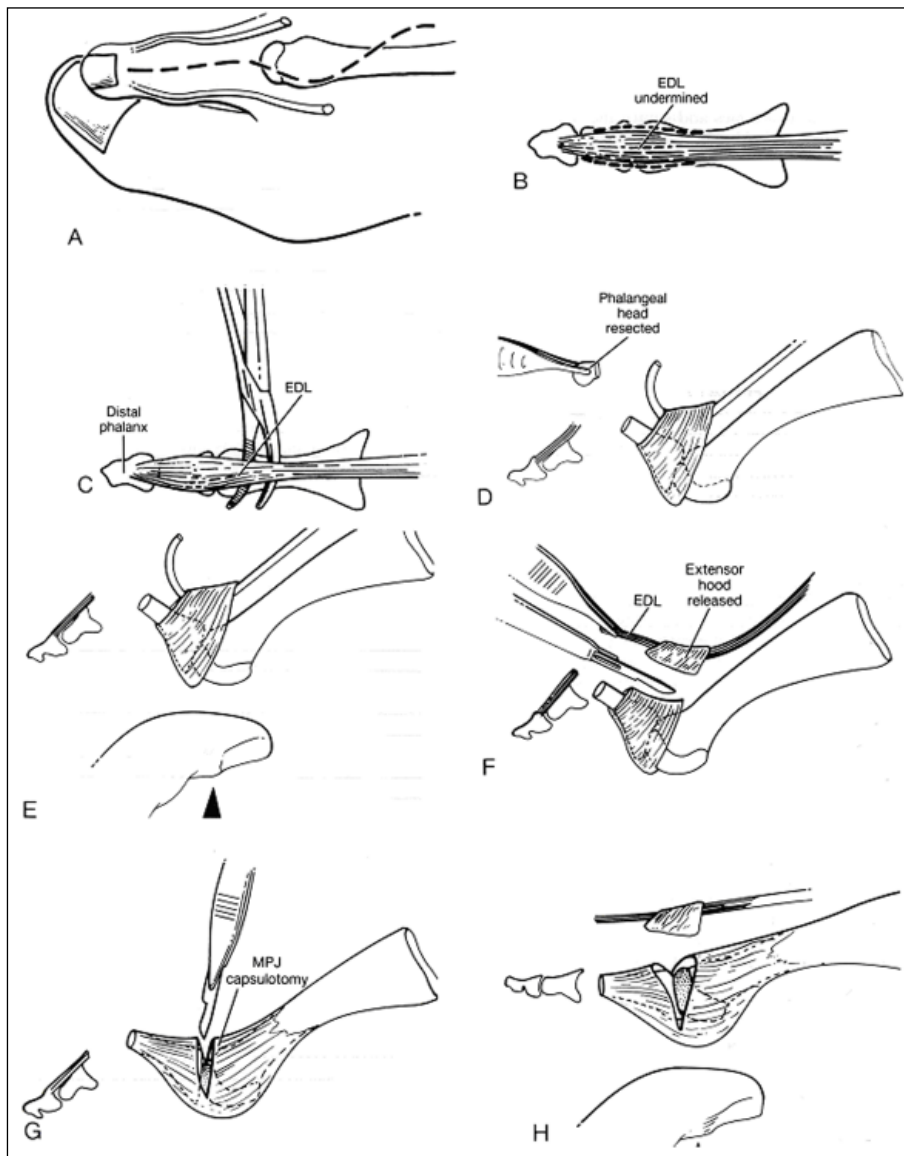 A
EDL
undermined
B
EDL
Distal
phalanx
C
Phalangeal
head
resected
D
E
EDL
Extensor
hood
released
F
MPJ
capsulotomy
G
H